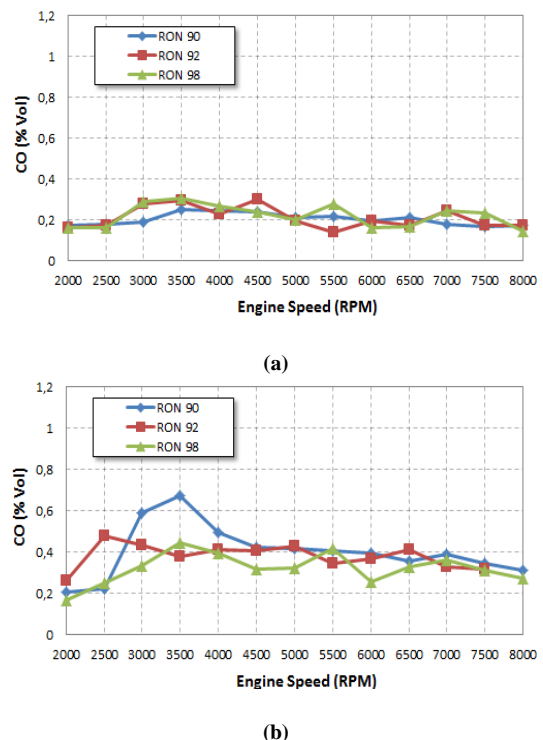 1,2
1
0,8
0,6
0,4
0,2
0
CO (% Vol)
RON 90
RON 92
RON 98
2000 2500 3000 3500 4000 4500 5000 5500 6000 6500 7000 7500 8000
Engine Speed (RPM)
(a)
1,2
1
0,8
0,6
0,4
0,2
0
CO (% Vol)
RON 90
RON 92
RON 98
2000 2500 3000 3500 4000 4500 5000 5500 6000 6500 7000 7500 8000
Engine Speed (RPM)
(b)